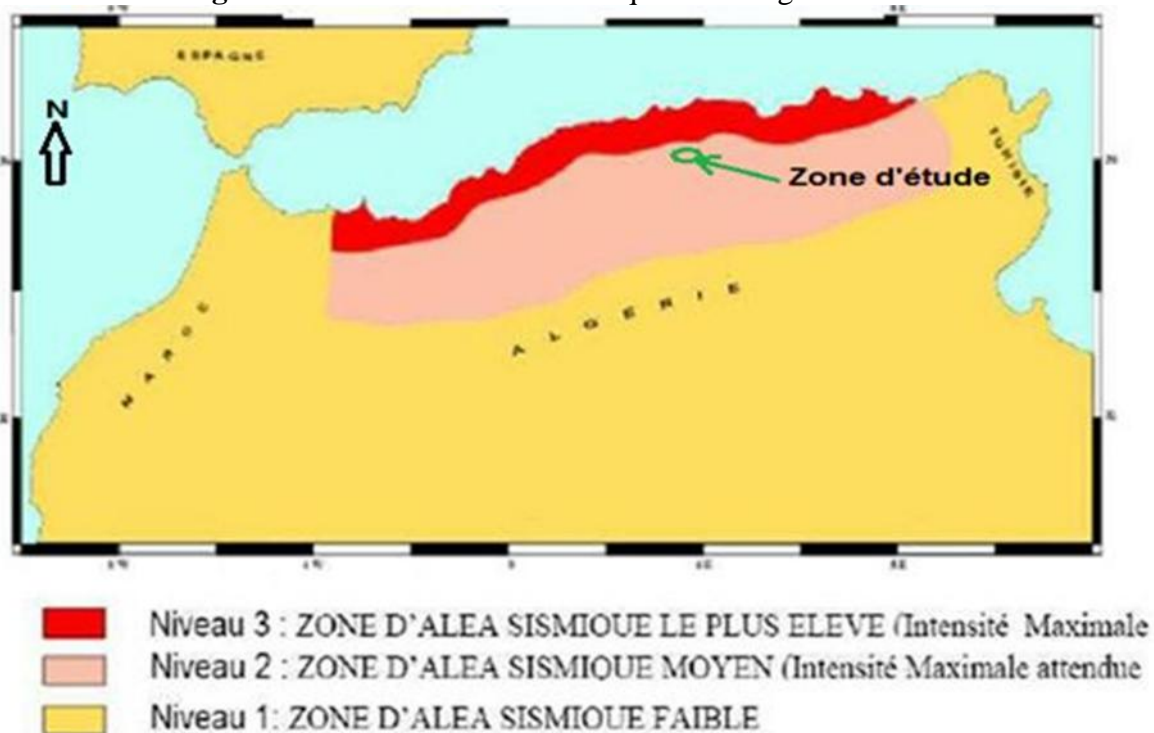 ESPAGNE
N
TUNISIE
Zone d'étude
MAROC
ALGERIE
Niveau 3 : ZONE D'ALEA SISMIQUE LE PLUS ELEVE (Intensité Maximale
Niveau 2 : ZONE D'ALEA SISMIQUE MOYEN (Intensité Maximale attendue
Niveau 1: ZONE D'ALEA SISMIQUE FAIBLE